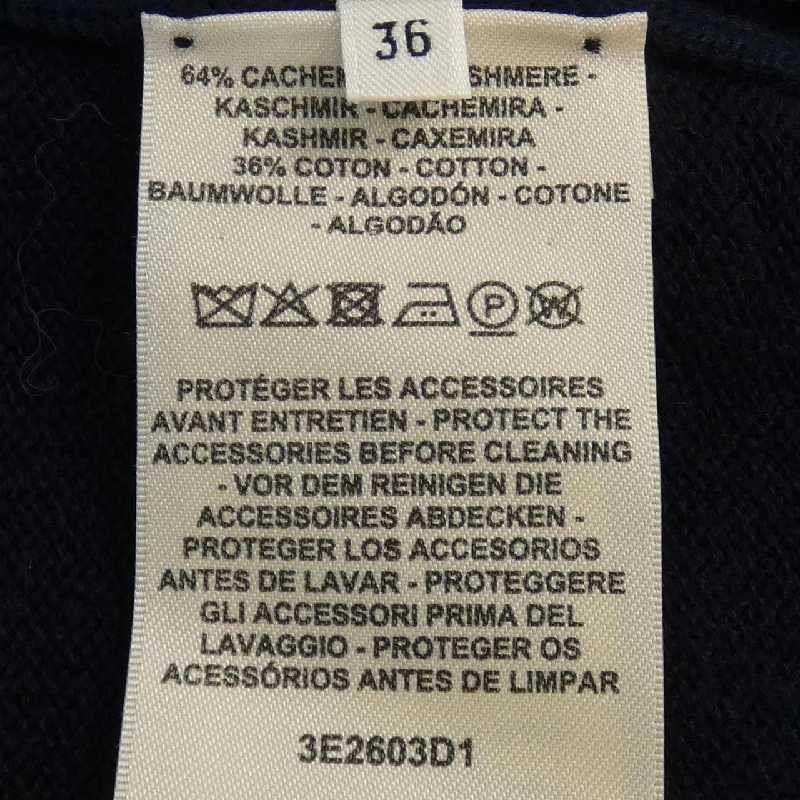 36
64% CACHEM SHMERE -
KASCHMIR - CACHEMIRA -
KASHMIR - CAXEMIRA
36% COTON - COTTON -
BAUMWOLLE - ALGODÓN - COTONE
- ALGODÃO
P
W
PROTÉGER LES ACCESSOIRES
AVANT ENTRETIEN - PROTECT THE
ACCESSORIES BEFORE CLEANING
- VOR DEM REINIGEN DIE
ACCESSOIRES ABDECKEN -
PROTEGER LOS ACCESORIOS
ANTES DE LAVAR - PROTEGGERE
GLI ACCESSORI PRIMA DEL
LAVAGGIO - PROTEGER OS
ACESSÓRIOS ANTES DE LIMPAR
3E2603D1